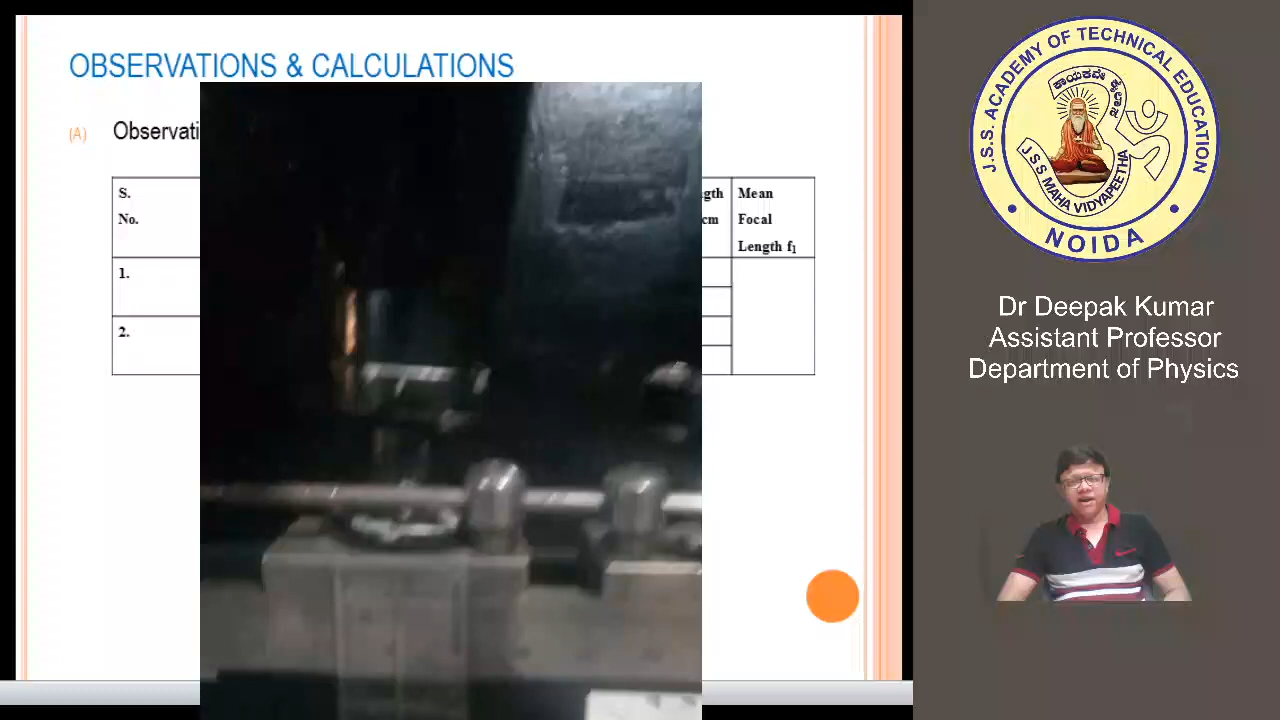 OBSERVATIONS & CALCULATIONS
(A) Observati
S.
No.
gth
cm
Mean
Focal
Length f₁
1.
2.
J.S.S. ACADEMY OF TECHNICAL EDUCATION
JSS MAHA VIDYAPEETHA
• NOIDA •
Dr Deepak Kumar
Assistant Professor
Department of Physics